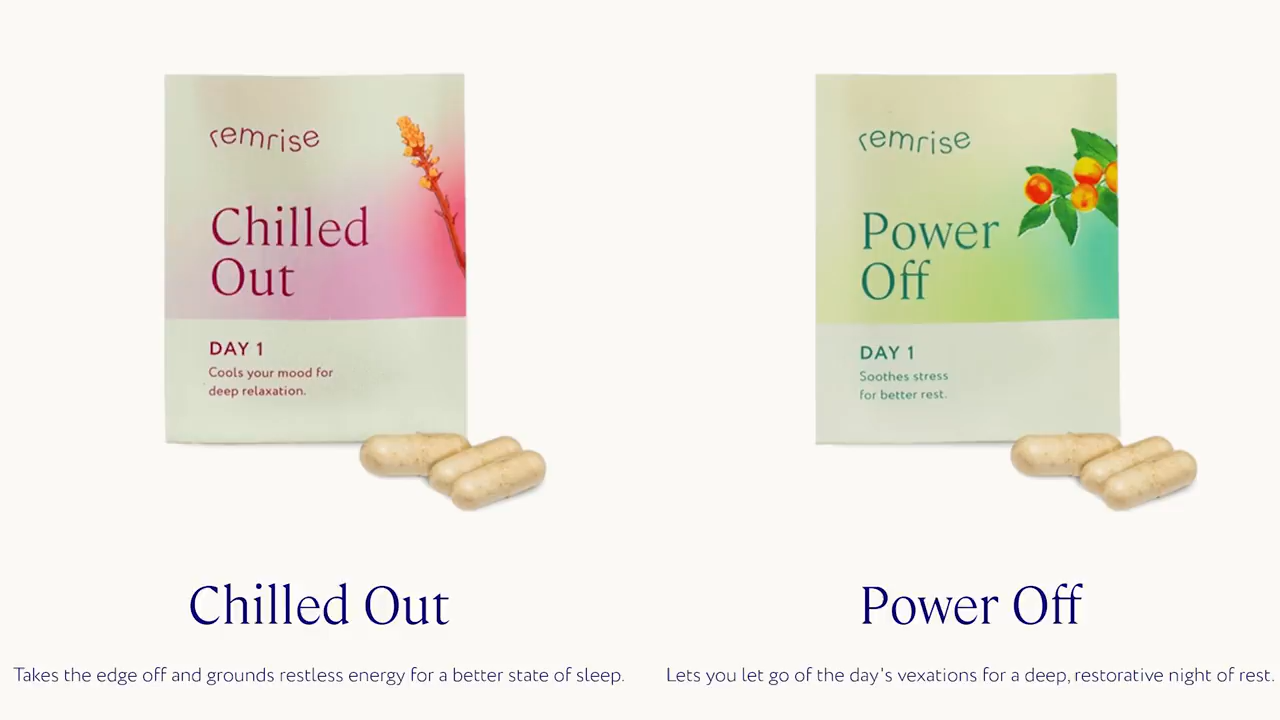 remrise
Chilled
Out
DAY 1
Cools your mood for
deep relaxation.
Chilled Out
Takes the edge off and grounds restless energy for a better state of sleep.
remrise
Power
Off
DAY 1
Soothes stress
for better rest.
Power Off
Lets you let go of the day's vexations for a deep, restorative night of rest.